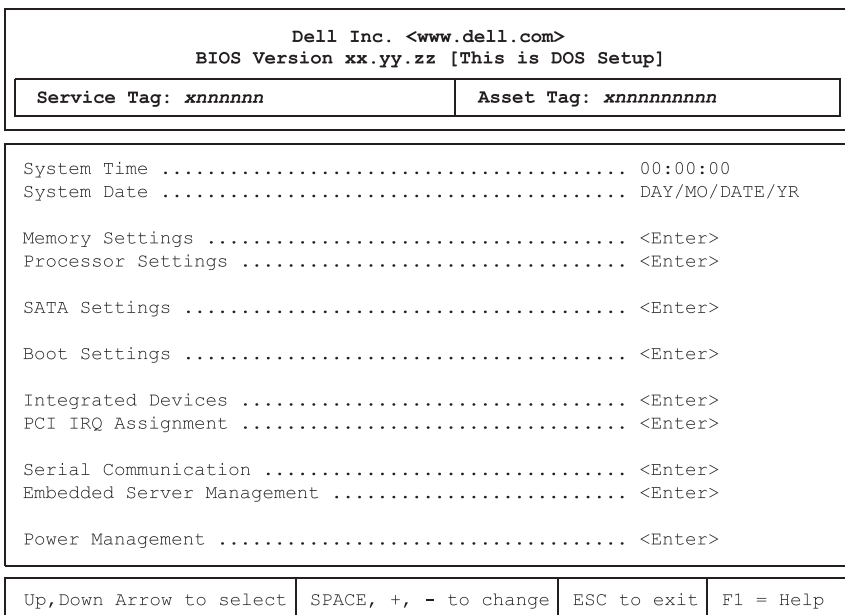 Dell Inc. <www.dell.com>
BIOS Version xx.yy.zz [This is DOS Setup]
Service Tag: xnnnnnn Asset Tag: xnnnnnnnnn
System Time ......................................... 00:00:00
System Date ......................................... DAY/MO/DATE/YR
Memory Settings ..................................... <Enter>
Processor Settings .................................. <Enter>
SATA Settings ....................................... <Enter>
Boot Settings ....................................... <Enter>
Integrated Devices .................................. <Enter>
PCI IRQ Assignment .................................. <Enter>
Serial Communication ................................ <Enter>
Embedded Server Management .......................... <Enter>
Power Management .................................... <Enter>
Up,Down Arrow to select SPACE, +, - to change ESC to exit F1 = Help